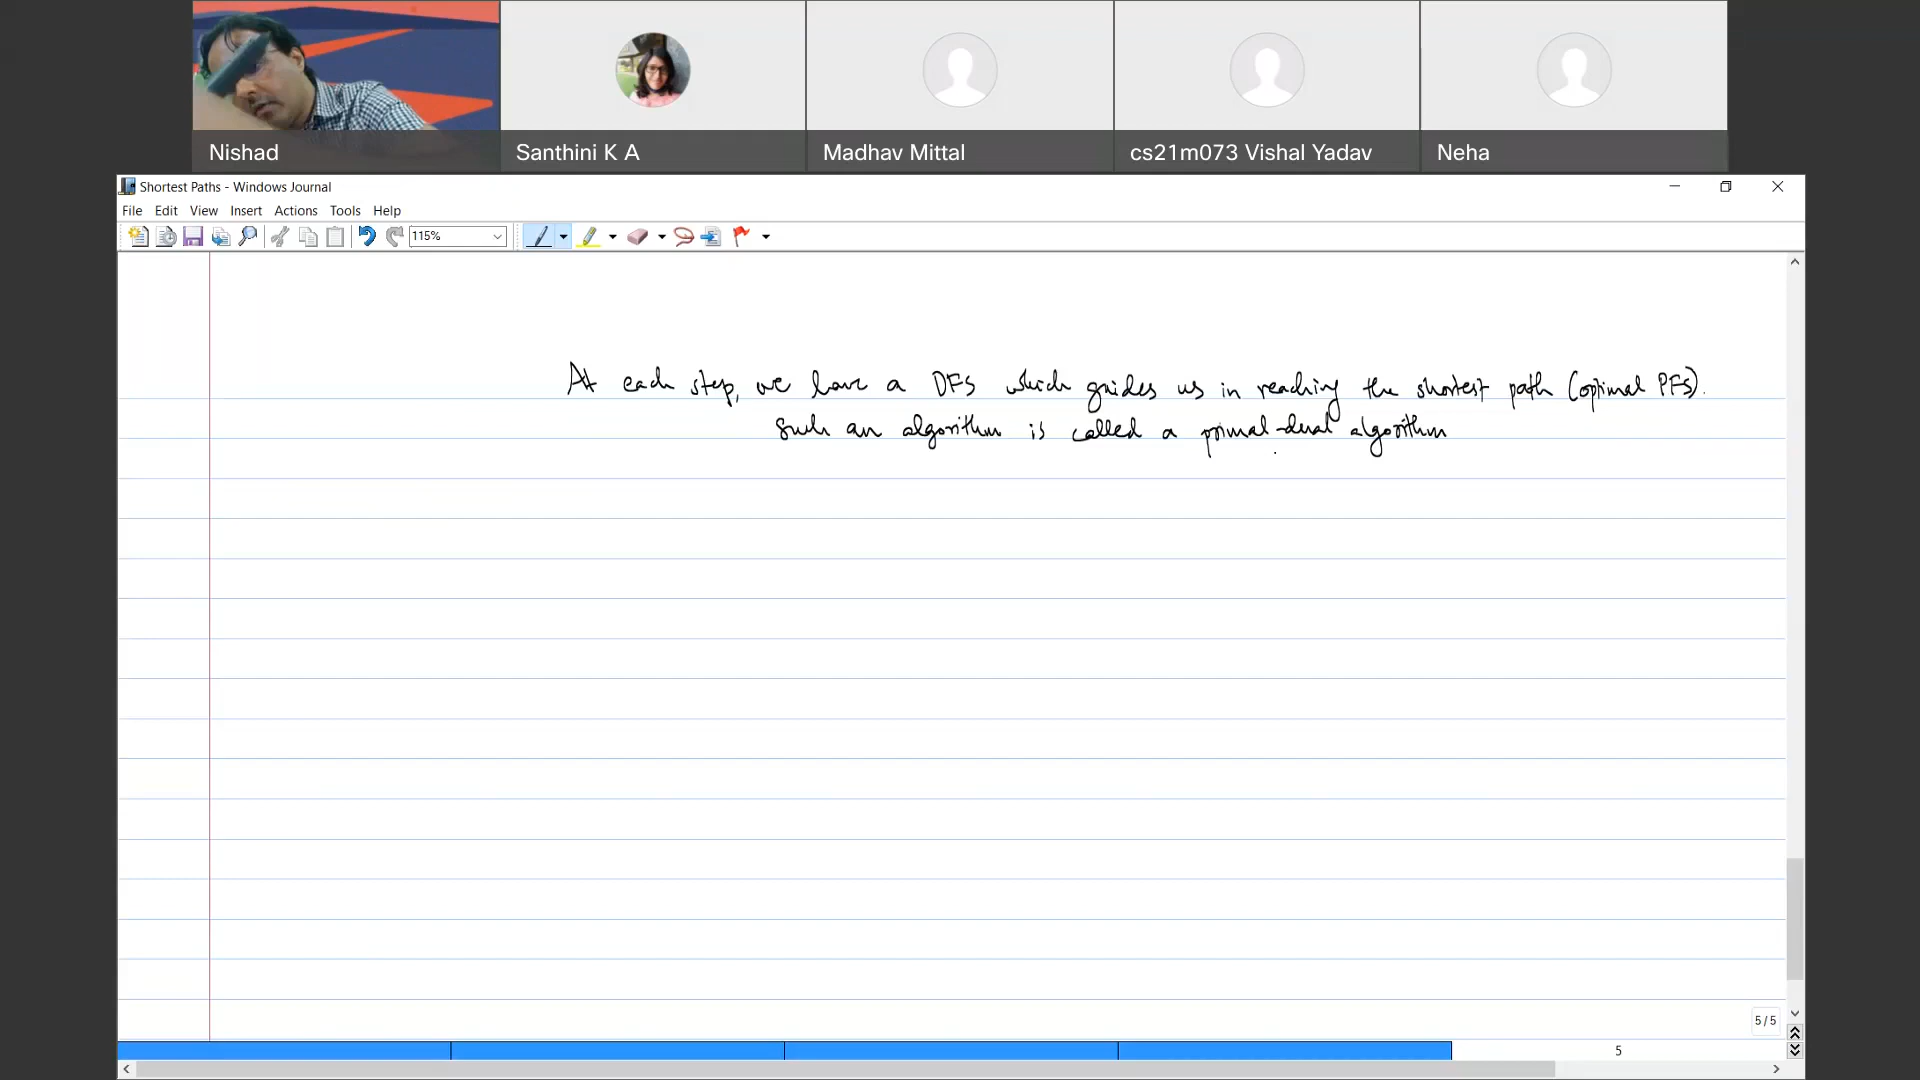 Nishad
Santhini K A
Madhav Mittal
cs21m073 Vishal Yadav
Neha
Shortest Paths - Windows Journal
File Edit View Insert Actions Tools Help
115%
At each step, we have a DFS which guides us in reaching the shortest path (optimal PFS).
Such an algorithm is called a primal-dual algorithm
5/5
5